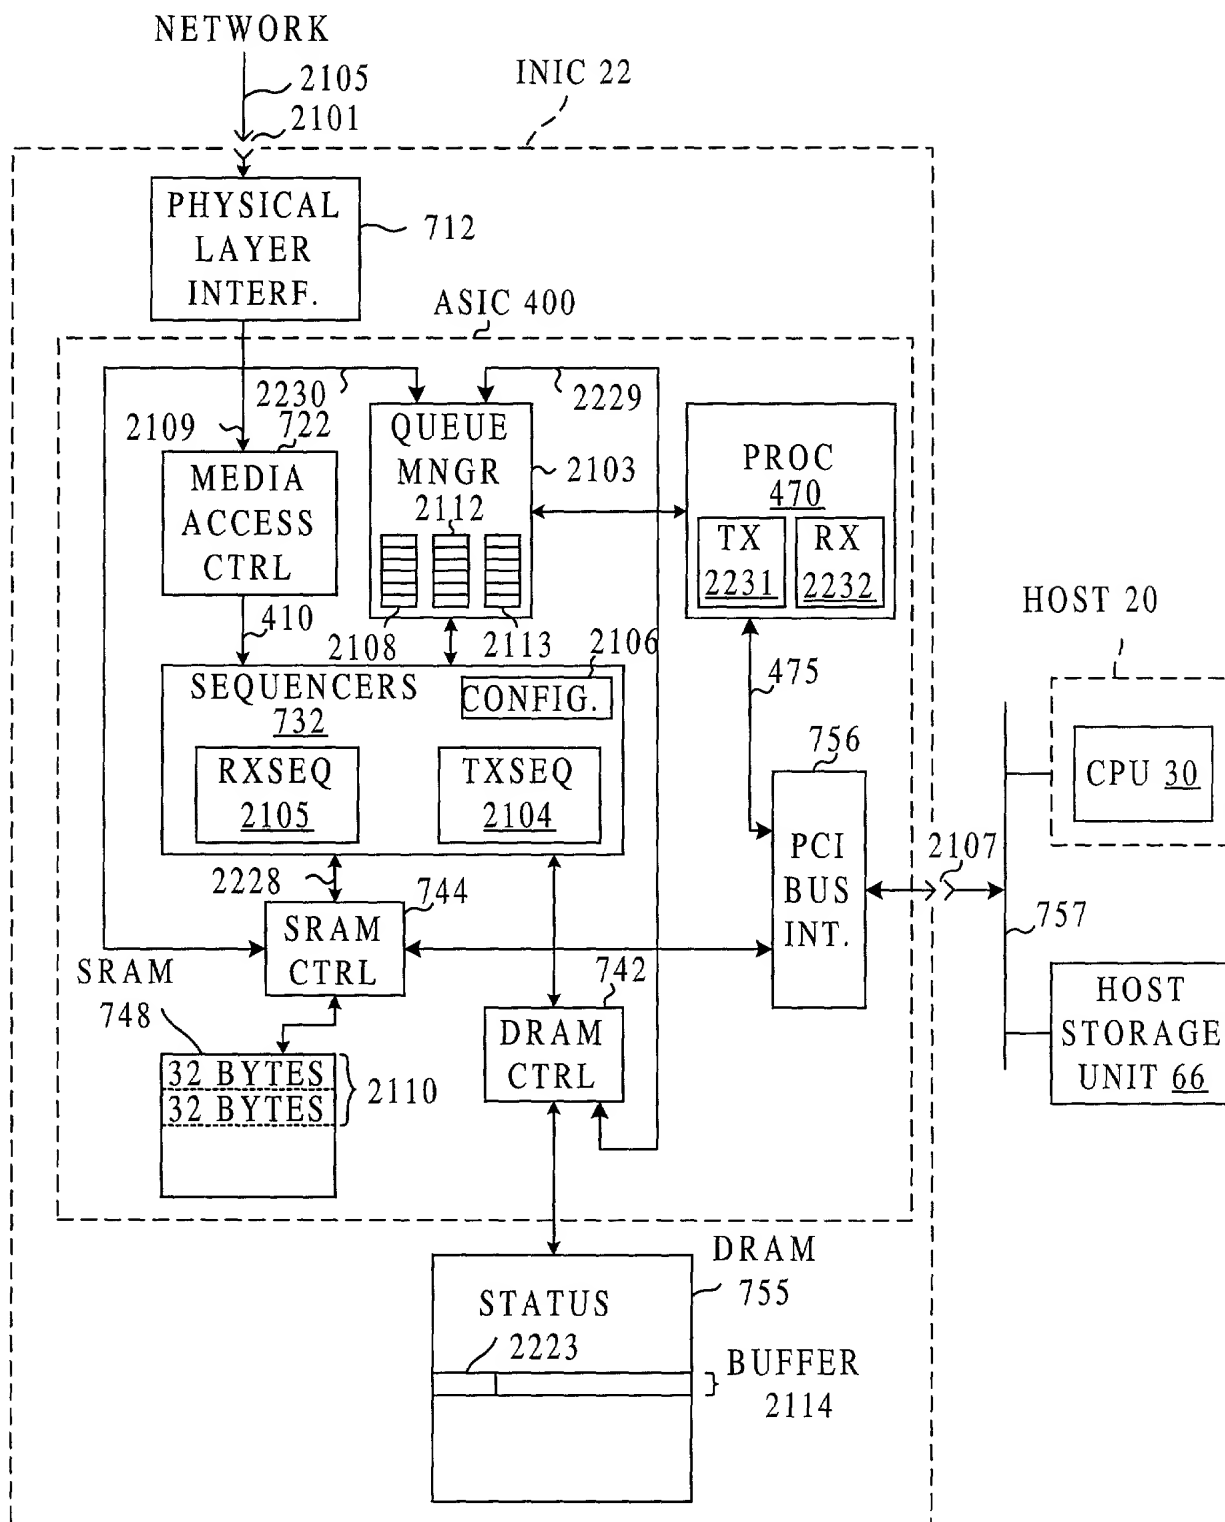 NETWORK
2105
2101
INIC 22
PHYSICAL
LAYER
INTERF.
712
ASIC 400
2230
2229
2109
722
MEDIA
ACCESS
CTRL
QUEUE
MNGR
2112
2103
PROC
470
TX
2231
RX
2232
410
2108
2113
2106
SEQUENCERS
732
CONFIG.
RXSEQ
2105
TXSEQ
2104
475
756
PCI
BUS
INT.
2107
757
HOST 20
CPU 30
HOST
STORAGE
UNIT 66
2228
744
SRAM
CTRL
SRAM
748
742
DRAM
CTRL
32 BYTES
32 BYTES
2110
DRAM
755
STATUS
2223
BUFFER
2114